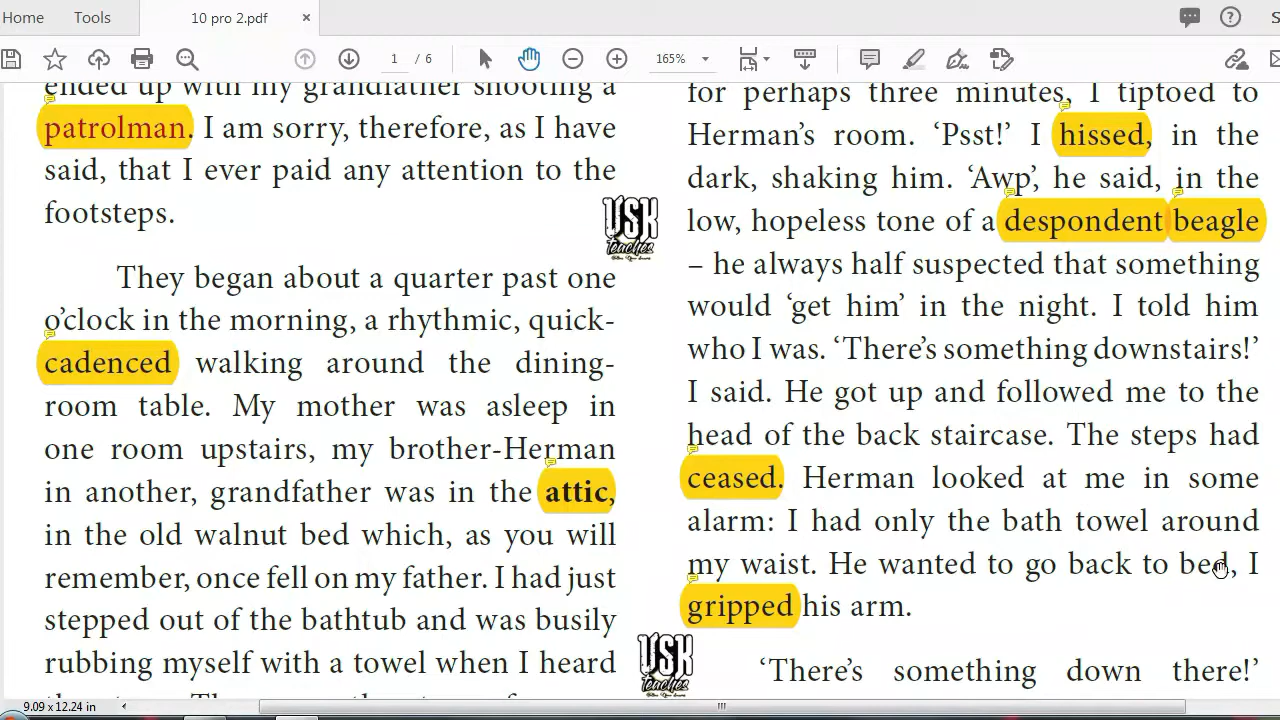 Home
Tools
10 pro 2.pdf
×
1 / 6
165%
ended up with my grandfather shooting a
patrolman. I am sorry, therefore, as I have
said, that I ever paid any attention to the
footsteps.
They began about a quarter past one
o’clock in the morning, a rhythmic, quick-
cadenced walking around the dining-
room table. My mother was asleep in
one room upstairs, my brother-Herman
in another, grandfather was in the attic,
in the old walnut bed which, as you will
remember, once fell on my father. I had just
stepped out of the bathtub and was busily
rubbing myself with a towel when I heard
for perhaps three minutes, I tiptoed to
Herman’s room. ‘Psst!’ I hissed, in the
dark, shaking him. ‘Awp’, he said, in the
low, hopeless tone of a despondent beagle
– he always half suspected that something
would ‘get him’ in the night. I told him
who I was. ‘There’s something downstairs!’
I said. He got up and followed me to the
head of the back staircase. The steps had
ceased. Herman looked at me in some
alarm: I had only the bath towel around
my waist. He wanted to go back to bed, I
gripped his arm.
‘There’s something down there!’
VSK
teaches
VSK
teaches
9.09 x 12.24 in